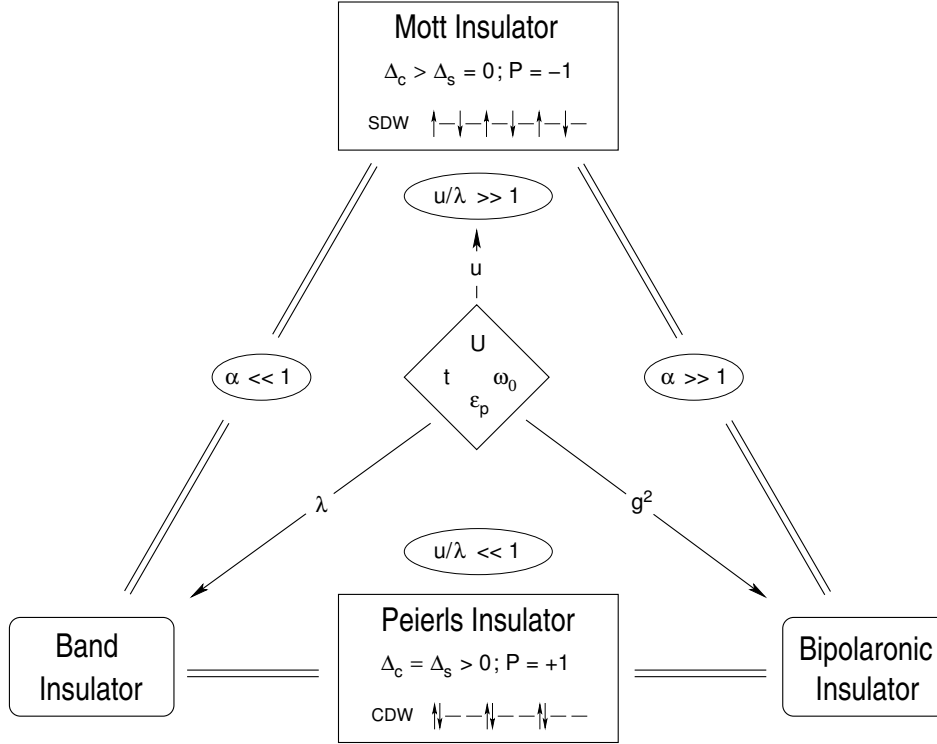 Mott Insulator
Δc > Δs = 0 ; P = −1
SDW
u/λ >> 1
u
U
α << 1
t ω0
α >> 1
εp
λ
g²
u/λ << 1
Peierls Insulator
Δc = Δs > 0 ; P = +1
CDW
Band
Insulator
Bipolaronic
Insulator